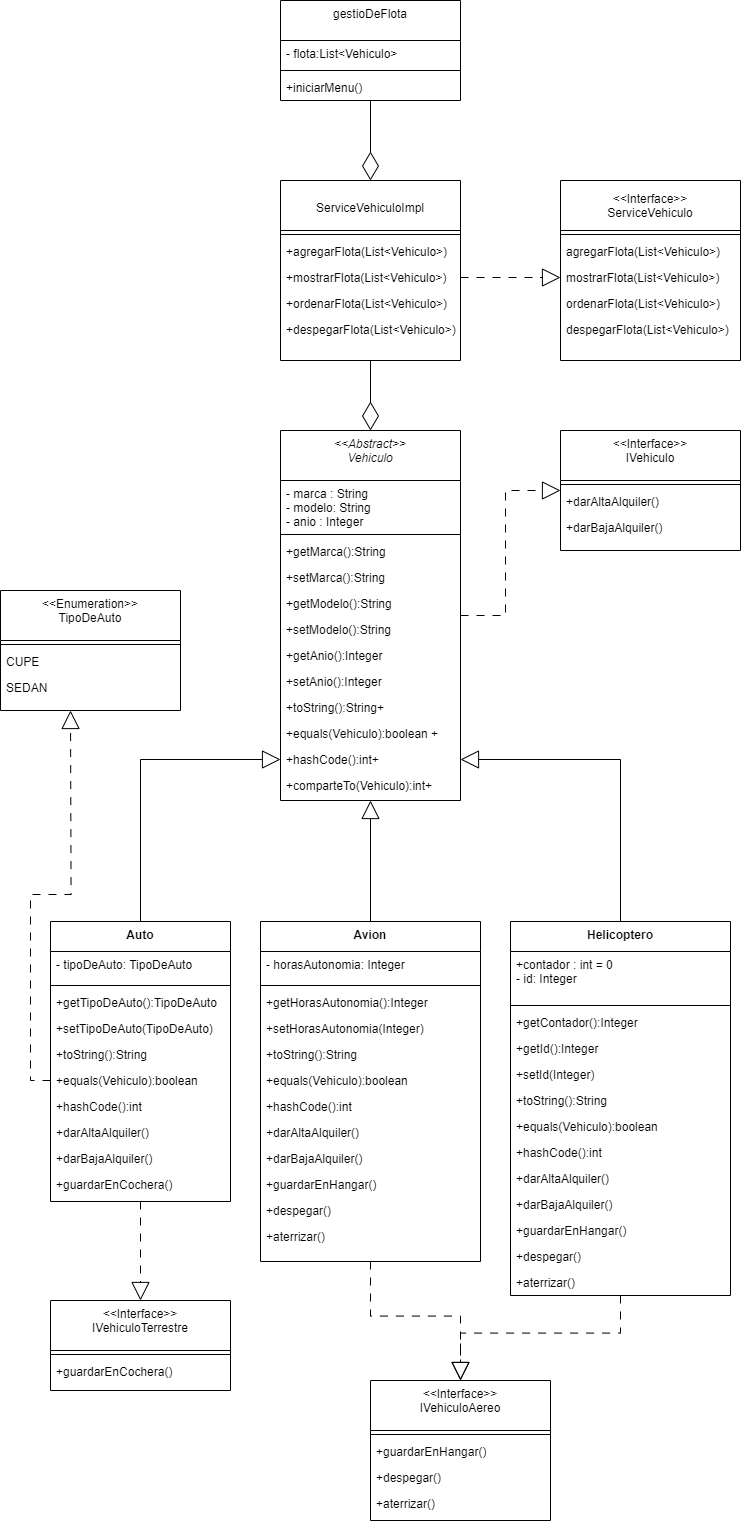 gestioDeFlota
- flota:List<Vehiculo>
+iniciarMenu()
ServiceVehiculoImpl
+agregarFlota(List<Vehiculo>)
+mostrarFlota(List<Vehiculo>)
+ordenarFlota(List<Vehiculo>)
+despegarFlota(List<Vehiculo>)
<<Interface>>
ServiceVehiculo
agregarFlota(List<Vehiculo>)
mostrarFlota(List<Vehiculo>)
ordenarFlota(List<Vehiculo>)
despegarFlota(List<Vehiculo>)
<<Abstract>>
Vehiculo
- marca : String
- modelo: String
- anio : Integer
+getMarca():String
+setMarca():String
+getModelo():String
+setModelo():String
+getAnio():Integer
+setAnio():Integer
+toString():String+
+equals(Vehiculo):boolean +
+hashCode():int+
+comparteTo(Vehiculo):int+
<<Interface>>
IVehiculo
+darAltaAlquiler()
+darBajaAlquiler()
<<Enumeration>>
TipoDeAuto
CUPE
SEDAN
Auto
- tipoDeAuto: TipoDeAuto
+getTipoDeAuto():TipoDeAuto
+setTipoDeAuto(TipoDeAuto)
+toString():String
+equals(Vehiculo):boolean
+hashCode():int
+darAltaAlquiler()
+darBajaAlquiler()
+guardarEnCochera()
Avion
- horasAutonomia: Integer
+getHorasAutonomia():Integer
+setHorasAutonomia(Integer)
+toString():String
+equals(Vehiculo):boolean
+hashCode():int
+darAltaAlquiler()
+darBajaAlquiler()
+guardarEnHangar()
+despegar()
+aterrizar()
Helicoptero
+contador : int = 0
- id: Integer
+getContador():Integer
+getId():Integer
+setId(Integer)
+toString():String
+equals(Vehiculo):boolean
+hashCode():int
+darAltaAlquiler()
+darBajaAlquiler()
+guardarEnHangar()
+despegar()
+aterrizar()
<<Interface>>
IVehiculoTerrestre
+guardarEnCochera()
<<Interface>>
IVehiculoAereo
+guardarEnHangar()
+despegar()
+aterrizar()